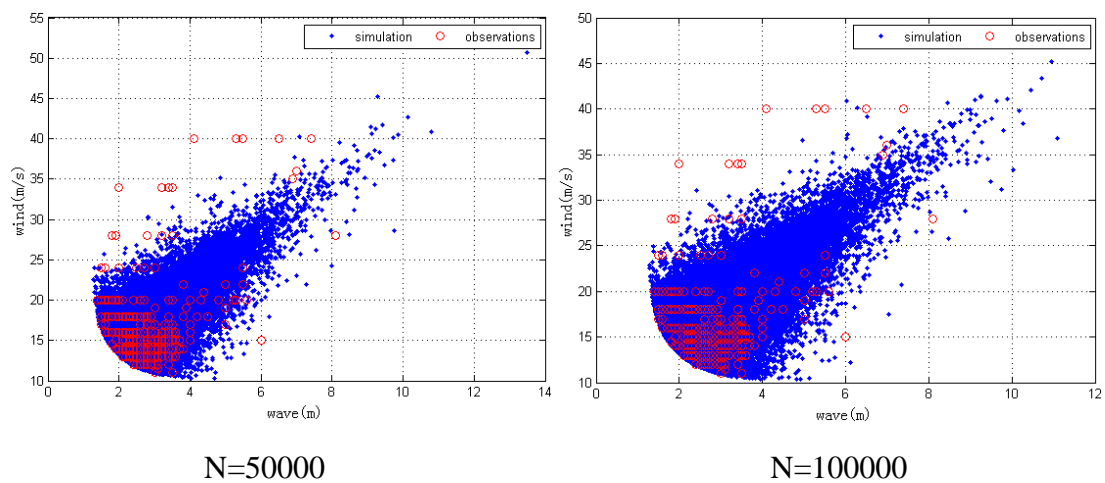 55
50
45
40
35
30
25
20
15
10
wind(m/s)
simulation observations
0 2 4 6 8 10 12 14
wave(m)
N=50000
50
45
40
35
30
25
20
15
10
wind(m/s)
simulation observations
0 2 4 6 8 10 12
wave(m)
N=100000